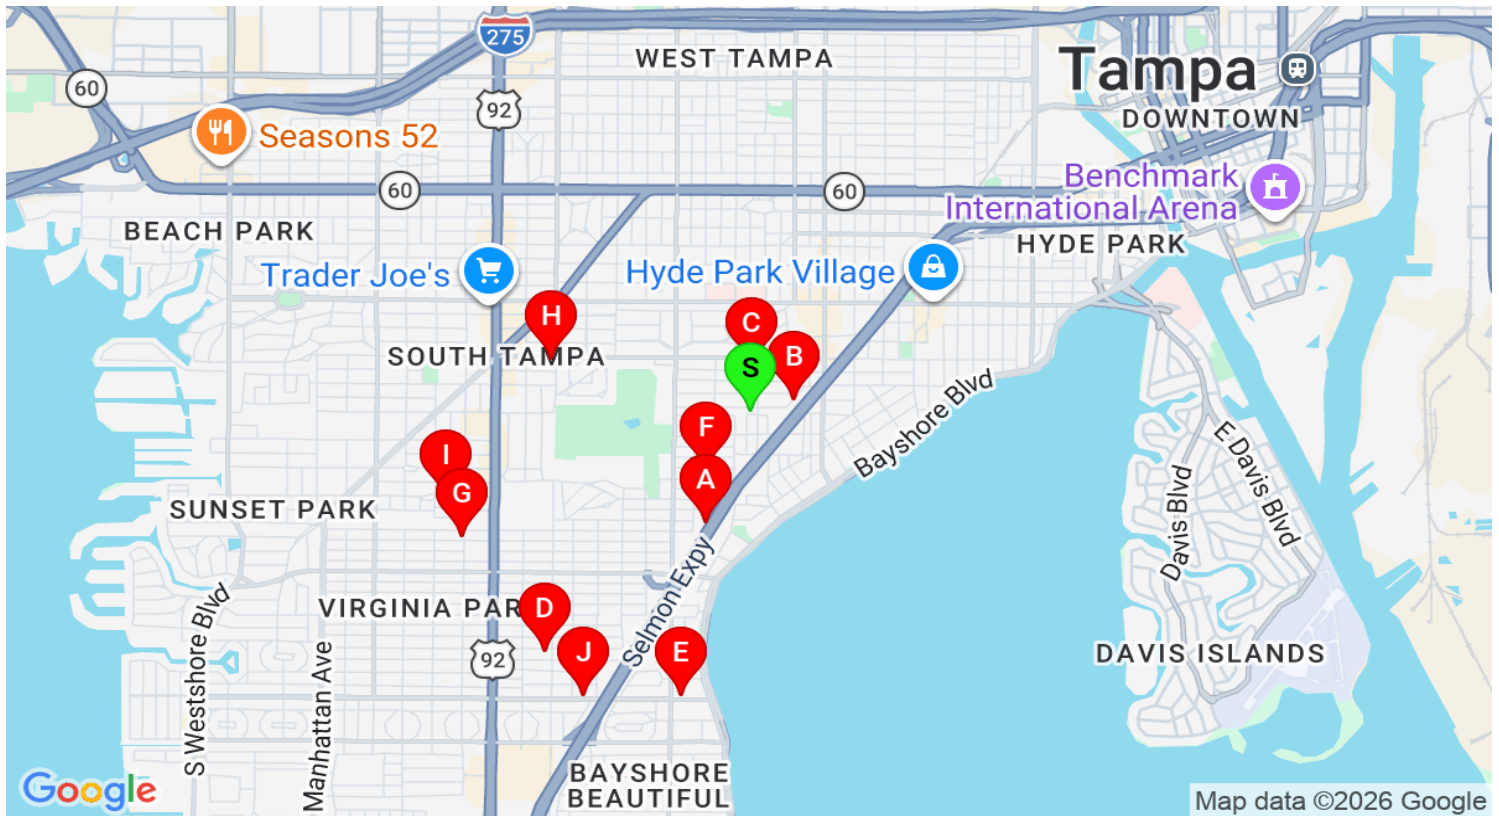 275
WEST TAMPA
Tampa
60
92
DOWNTOWN
Seasons 52
60
60
Benchmark
International Arena
BEACH PARK
HYDE PARK
Trader Joe's
Hyde Park Village
H
C
SOUTH TAMPA
B
S
Bayshore Blvd
F
I
A
G
E Davis Blvd
Davis Blvd
SUNSET PARK
Selmon Expy
S Westshore Blvd
VIRGINIA PAR
D
92
J
E
Manhattan Ave
DAVIS ISLANDS
BAYSHORE
BEAUTIFUL
Google
Map data ©2026 Google